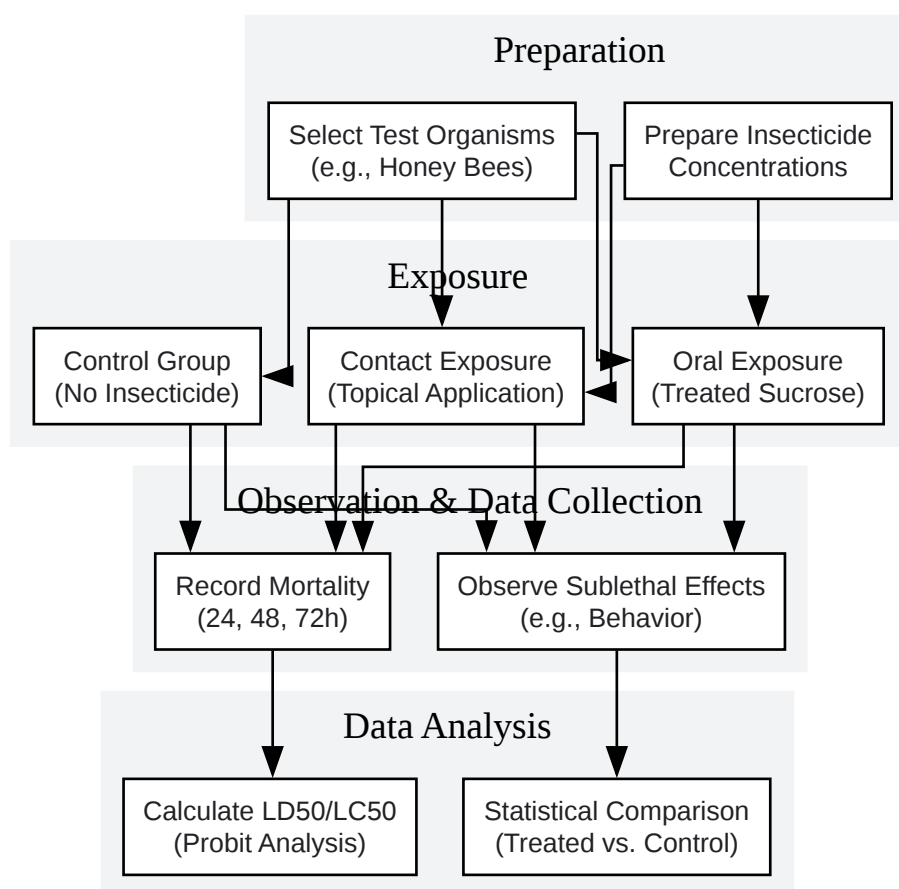 Preparation
Select Test Organisms
(e.g., Honey Bees)
Prepare Insecticide
Concentrations
Exposure
Control Group
(No Insecticide)
Contact Exposure
(Topical Application)
Oral Exposure
(Treated Sucrose)
Observation & Data Collection
Record Mortality
(24, 48, 72h)
Observe Sublethal Effects
(e.g., Behavior)
Data Analysis
Calculate LD50/LC50
(Probit Analysis)
Statistical Comparison
(Treated vs. Control)